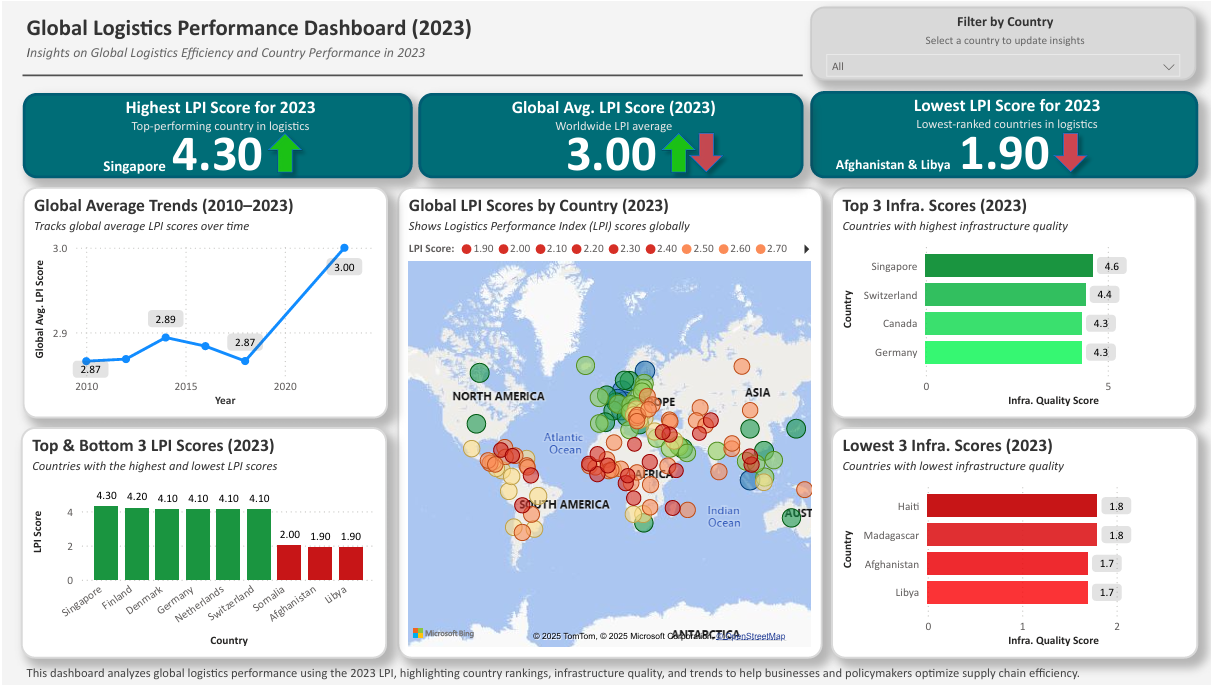 Global Logistics Performance Dashboard (2023)
Insights on Global Logistics Efficiency and Country Performance in 2023
Filter by Country
Select a country to update insights
All
Highest LPI Score for 2023
Top-performing country in logistics
Singapore 4.30
Global Avg. LPI Score (2023)
Worldwide LPI average
3.00
Lowest LPI Score for 2023
Lowest-ranked countries in logistics
Afghanistan & Libya 1.90
Global Average Trends (2010–2023)
Tracks global average LPI scores over time
Global Avg. LPI Score
3.0
2.9
2.87
2.89
2.87
3.00
2010 2015 2020
Year
Global LPI Scores by Country (2023)
Shows Logistics Performance Index (LPI) scores globally
LPI Score: 1.90 2.00 2.10 2.20 2.30 2.40 2.50 2.60 2.70
NORTH AMERICA
OPE
ASIA
Atlantic
Ocean
AFRICA
SOUTH AMERICA
Indian
Ocean
AUST
ANTARCTICA
Microsoft Bing
© 2025 TomTom, © 2025 Microsoft Corporation, © OpenStreetMap
Top 3 Infra. Scores (2023)
Countries with highest infrastructure quality
Country
Singapore 4.6
Switzerland 4.4
Canada 4.3
Germany 4.3
0 5
Infra. Quality Score
Top & Bottom 3 LPI Scores (2023)
Countries with the highest and lowest LPI scores
LPI Score
4
2
0
4.30 4.20 4.10 4.10 4.10 4.10 2.00 1.90 1.90
Singapore Finland Denmark Germany Netherlands Switzerland Somalia Afghanistan Libya
Country
Lowest 3 Infra. Scores (2023)
Countries with lowest infrastructure quality
Country
Haiti 1.8
Madagascar 1.8
Afghanistan 1.7
Libya 1.7
0 1 2
Infra. Quality Score
This dashboard analyzes global logistics performance using the 2023 LPI, highlighting country rankings, infrastructure quality, and trends to help businesses and policymakers optimize supply chain efficiency.